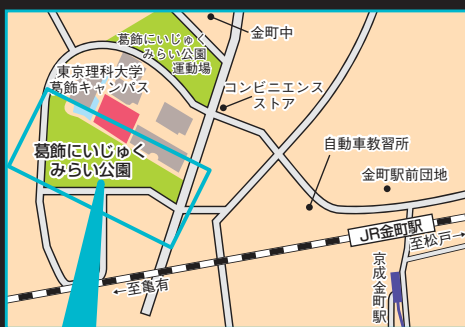 金町中
葛飾にいじゅく
みらい公園
運動場
東京理科大学
葛飾キャンパス
コンビニエンス
ストア
自動車教習所
葛飾にいじゅく
みらい公園
金町駅前団地
JR金町駅
至松戸→
←至亀有
京成金町駅